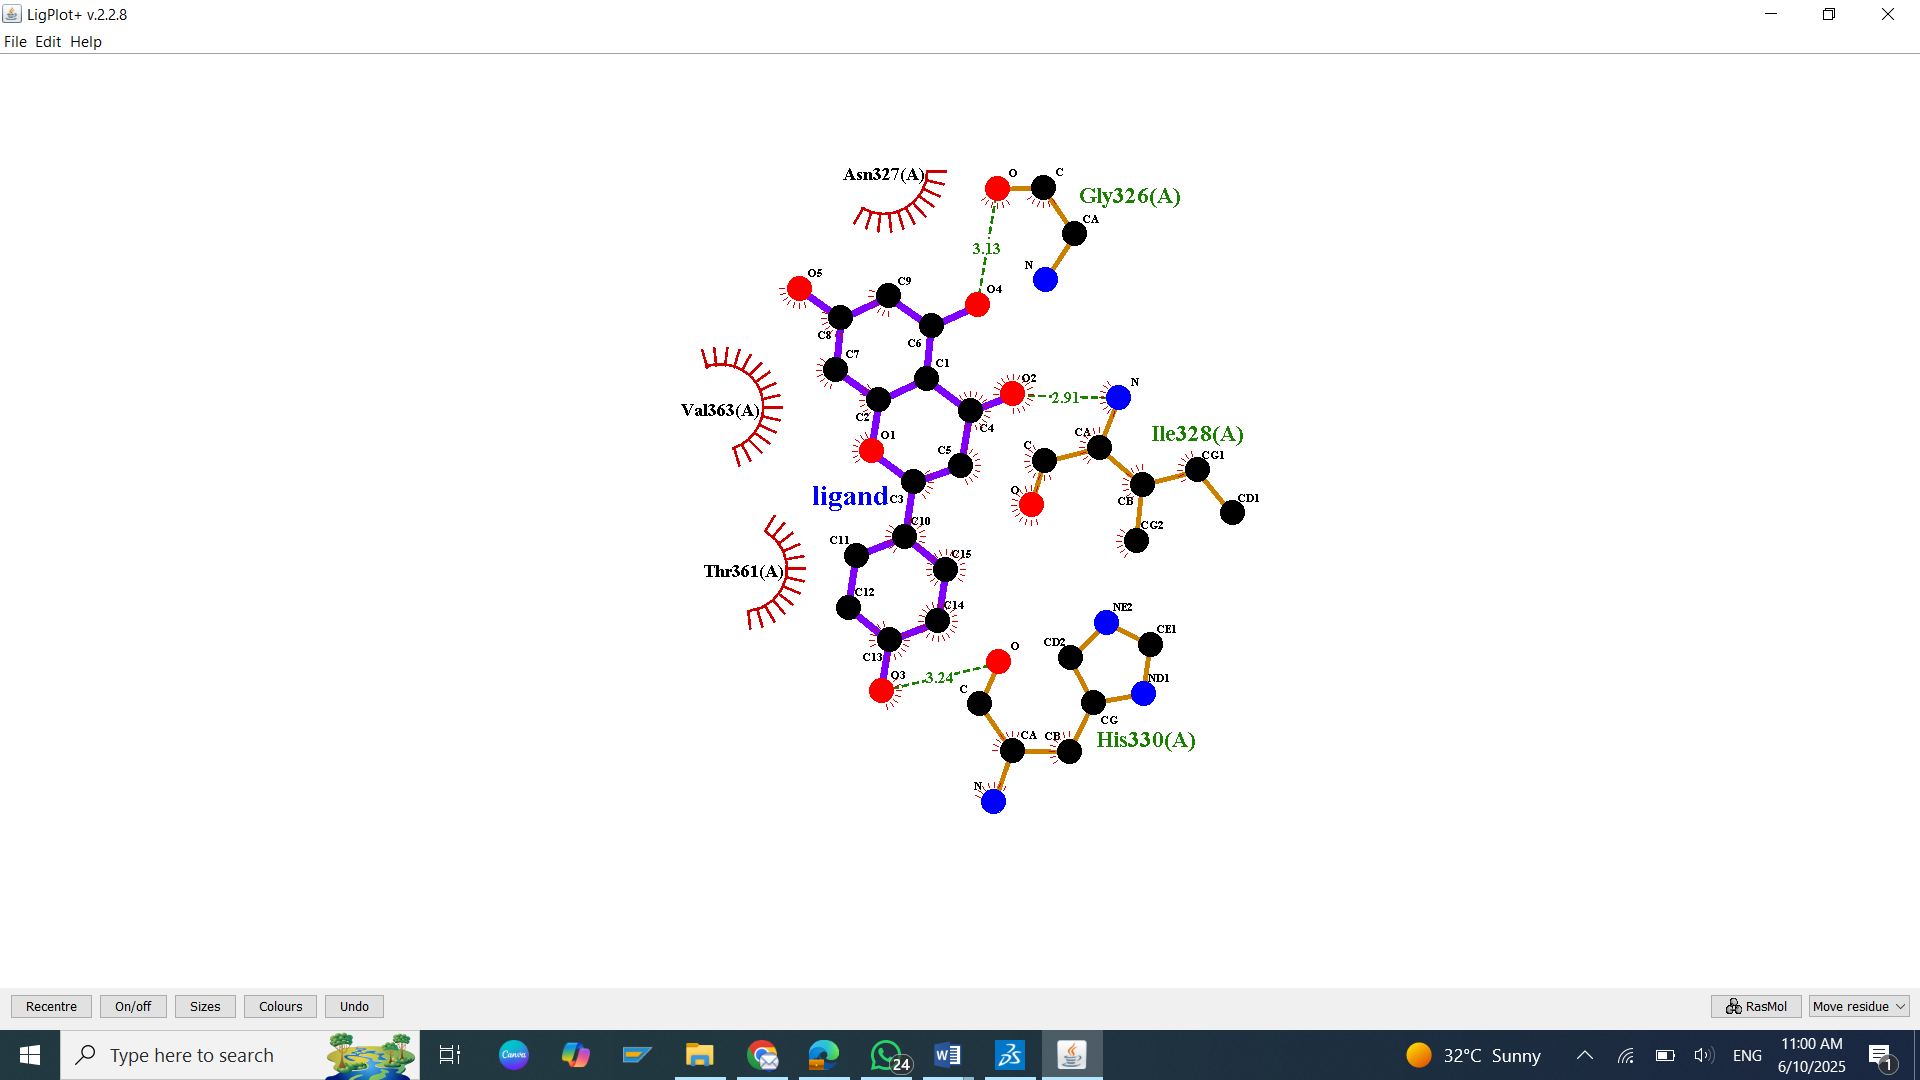 LigPlot+ v.2.2.8
File Edit Help
Asn327(A)
O C
Gly326(A)
CA
3.13
N
O5 C9 O4
C8 C6
C7 C1
O2 2.91 N
Val363(A)
C2 C4
O1 C5
CA Ile328(A)
C CG1
ligand C3
O CB CD1
C10 CG2
C11 C15
Thr361(A)
C12 C14
NE2
CE1
CD2
O
C13
O3 3.24
ND1
C
CG
CA CB His330(A)
N
Recentre On/off Sizes Colours Undo RasMol Move residue
Type here to search
Canva
24
32°C Sunny
ENG
11:00 AM
6/10/2025
1